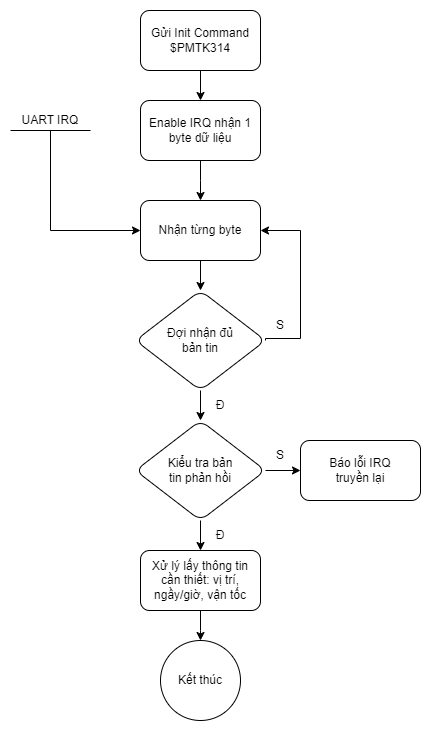 Gửi Init Command
$PMTK314
Enable IRQ nhận 1
byte dữ liệu
UART IRQ
Nhận từng byte
Đợi nhận đủ
bản tin
S
Đ
Kiểu tra bản
tin phản hồi
S
Báo lỗi IRQ
truyền lại
Đ
Xử lý lấy thông tin
cần thiết: vị trí,
ngầy/giờ, vận tốc
Kết thúc